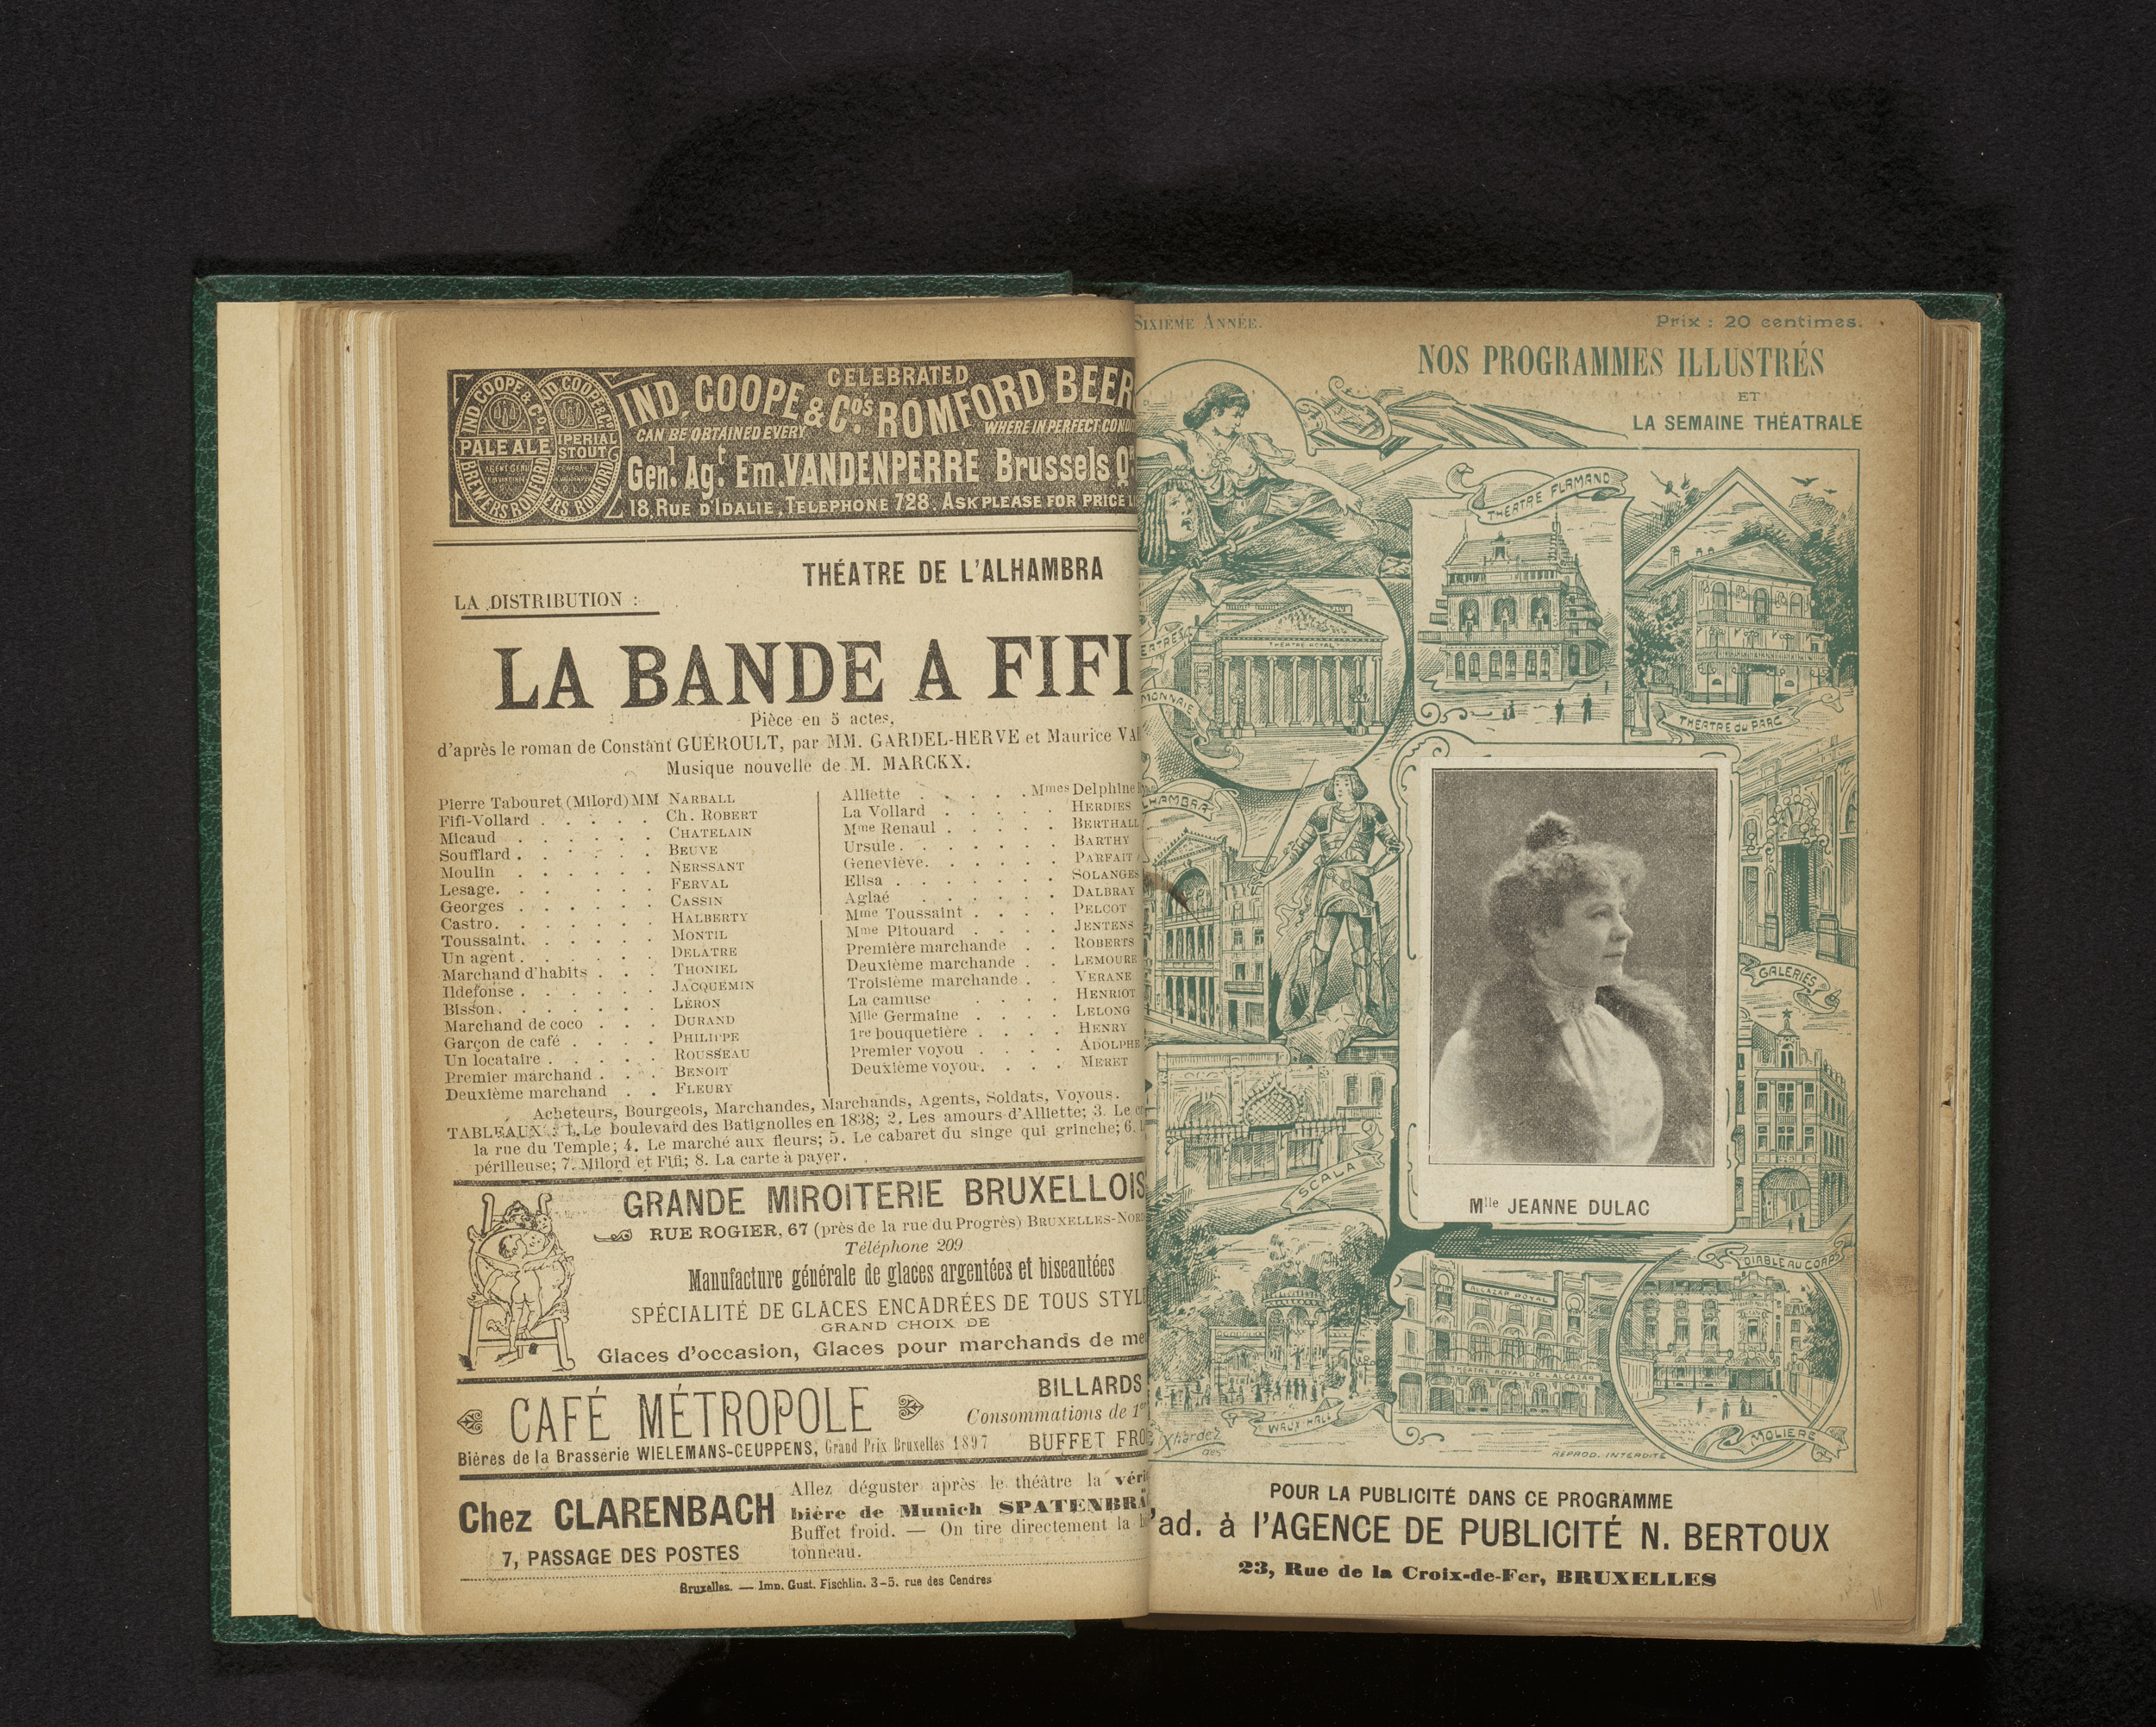 IND COOPE & Co's CELEBRATED ROMFORD BEER
CAN BE OBTAINED EVERY WHERE IN PERFECT COND
Genl. Agt. Em. VANDENPERRE Brussels
18, RUE D'IDALIE, TELEPHONE 728. ASK PLEASE FOR PRICE
IND COOPE & Co
PALE ALE
BREWERS ROMFORD
IND COOPE & Co
IPERIAL
STOUT
ERS ROMFORD
THÉATRE DE L'ALHAMBRA
LA DISTRIBUTION :
LA BANDE A FIFI
Pièce en 5 actes,
d'après le roman de Constant GUÉROULT, par MM. GARDEL-HERVE et Maurice
Musique nouvelle de M. MARCKX.
Pierre Tabouret (Milord) MM NARBALL
Fifi-Vollard . . . . . CH. ROBERT
Micaud . . . . . CHATELAIN
Soufflard . . . . . BEUVE
Moulin . . . . . NERSSANT
Lesage. . . . . . FERVAL
Georges . . . . . CASSIN
Castro. . . . . . HALBERTY
Toussaint. . . . . . MONTIL
Un agent . . . . . DELATRE
Marchand d'habits . . . THONIEL
Ildefonse . . . . . JACQUEMIN
Bisson . . . . . LÉRON
Marchand de coco . . . DURAND
Garçon de café . . . . PHILIPPE
Un locataire . . . . . ROUSSEAU
Premier marchand . . . BENOIT
Deuxième marchand . . FLEURY
Alliette . . . . Mmes Delphine
La Vollard . . . . . HERDIES
Mme Renaul . . . . . BERTHALL
Ursule . . . . . BARTHY
Geneviève. . . . . . PARFAIT
Elisa . . . . . SOLANGES
Aglaé . . . . . DALBRAY
Mme Toussaint . . . . PELCOT
Mme Pitouard . . . . JENTENS
Première marchande . . ROBERTS
Deuxième marchande . . LEMOURE
Troisième marchande . . VERANE
La camuse . . . . HENRIOT
Mlle Germaine . . . . LELONG
1re bouquetière . . . . HENRY
Premier voyou . . . . ADOLPHE
Deuxième voyou. . . . MERET
Acheteurs, Bourgeois, Marchandes, Marchands, Agents, Soldats, Voyous.
TABLEAUX : 1. Le boulevard des Batignolles en 1838; 2. Les amours d'Alliette; 3. Le
la rue du Temple; 4. Le marché aux fleurs; 5. Le cabaret du singe qui grinche; 6.
périlleuse; 7. Milord et Fifi; 8. La carte à payer.
GRANDE MIROITERIE BRUXELLOIS
RUE ROGIER, 67 (près de la rue du Progrès) BRUXELLES-NOR
Téléphone 209
Manufacture générale de glaces argentées et biseautées
SPÉCIALITÉ DE GLACES ENCADRÉES DE TOUS STYL
GRAND CHOIX DE
Glaces d'occasion, Glaces pour marchands de me
CAFÉ MÉTROPOLE
BILLARDS
Consommations de 1er
Bières de la Brasserie WIELEMANS-CEUPPENS, Grand Prix Bruxelles 1897
BUFFET FRO
Chez CLARENBACH
7, PASSAGE DES POSTES
Allez déguster après le théâtre la véri
bière de Munich SPATENBRÄ
Buffet froid. — On tire directement la
tonneau.
Bruxelles. — Imp. Gust. Fischlin. 3-5. rue des Cendres
SIXIÈME ANNÉE.
Prix : 20 centimes.
NOS PROGRAMMES ILLUSTRÉS
ET
LA SEMAINE THÉATRALE
THÉATRE FLAMAND
THÉATRE ROYAL
MONNAIE
THÉATRE DU PARC
LHAMBRA
GALERIES
SCALA
Mlle JEANNE DULAC
WAUX-HALL
ALCAZAR ROYAL
THÉATRE ROYAL DE L'ALCAZAR
DIABLE AU CORPS
MOLIÈRE
Xhardez
des
REPROD. INTERDITE
POUR LA PUBLICITÉ DANS CE PROGRAMME
'ad. à l'AGENCE DE PUBLICITÉ N. BERTOUX
23, Rue de la Croix-de-Fer, BRUXELLES
11